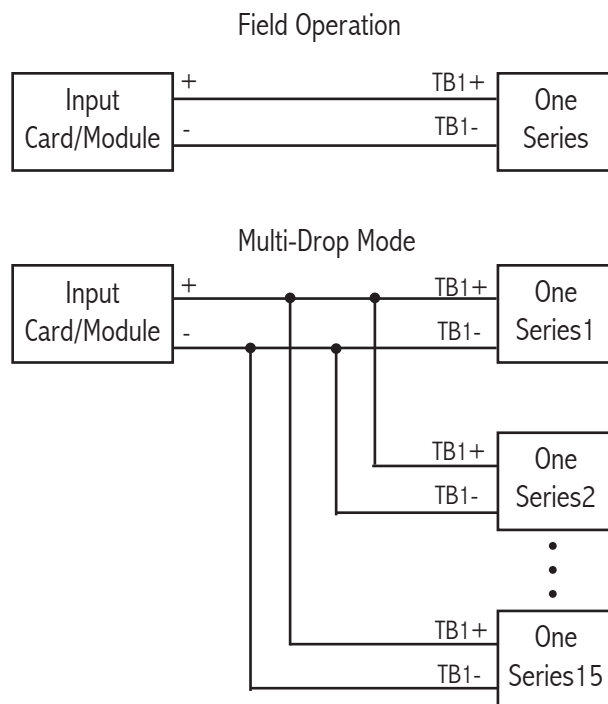 Field Operation
Input
Card/Module
+
-
TB1+
TB1-
One
Series
Multi-Drop Mode
Input
Card/Module
+
-
TB1+
TB1-
One
Series1
TB1+
TB1-
One
Series2
TB1+
TB1-
One
Series15